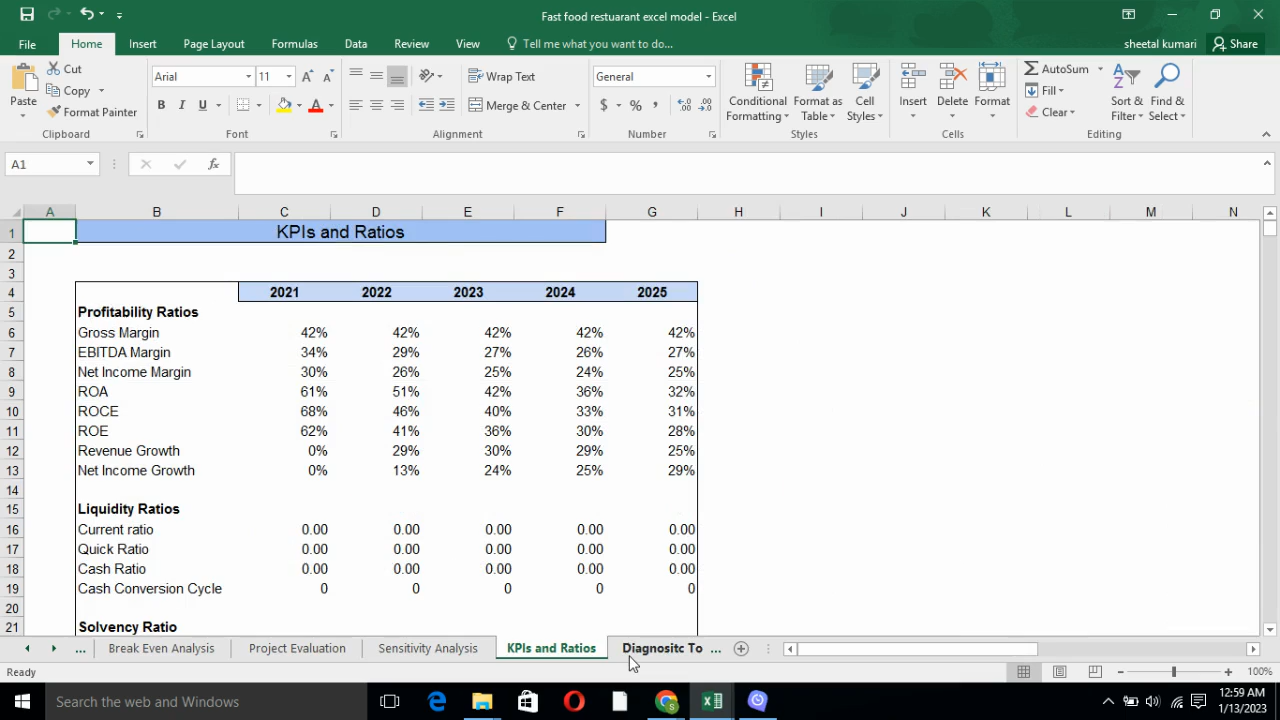 Fast food restuarant excel model - Excel
File Home Insert Page Layout Formulas Data Review View Tell me what you want to do... sheetal kumari Share
Paste Cut Copy Format Painter Clipboard
Arial 11 B I U A Font
Wrap Text Merge & Center Alignment
General $ % , Number
Conditional Formatting Format as Table Cell Styles Styles
Insert Delete Format Cells
AutoSum Fill Clear Sort & Filter Find & Select Editing
A1 fx
A B C D E F G H I J K L M N
1 KPIs and Ratios
2
3
4 2021 2022 2023 2024 2025
5 Profitability Ratios
6 Gross Margin 42% 42% 42% 42% 42%
7 EBITDA Margin 34% 29% 27% 26% 27%
8 Net Income Margin 30% 26% 25% 24% 25%
9 ROA 61% 51% 42% 36% 32%
10 ROCE 68% 46% 40% 33% 31%
11 ROE 62% 41% 36% 30% 28%
12 Revenue Growth 0% 29% 30% 29% 25%
13 Net Income Growth 0% 13% 24% 25% 29%
14
15 Liquidity Ratios
16 Current ratio 0.00 0.00 0.00 0.00 0.00
17 Quick Ratio 0.00 0.00 0.00 0.00 0.00
18 Cash Ratio 0.00 0.00 0.00 0.00 0.00
19 Cash Conversion Cycle 0 0 0 0 0
20
21 Solvency Ratio
... Break Even Analysis Project Evaluation Sensitivity Analysis KPIs and Ratios Diagnositc To ...
Ready 100%
Search the web and Windows
12:59 AM
1/13/2023